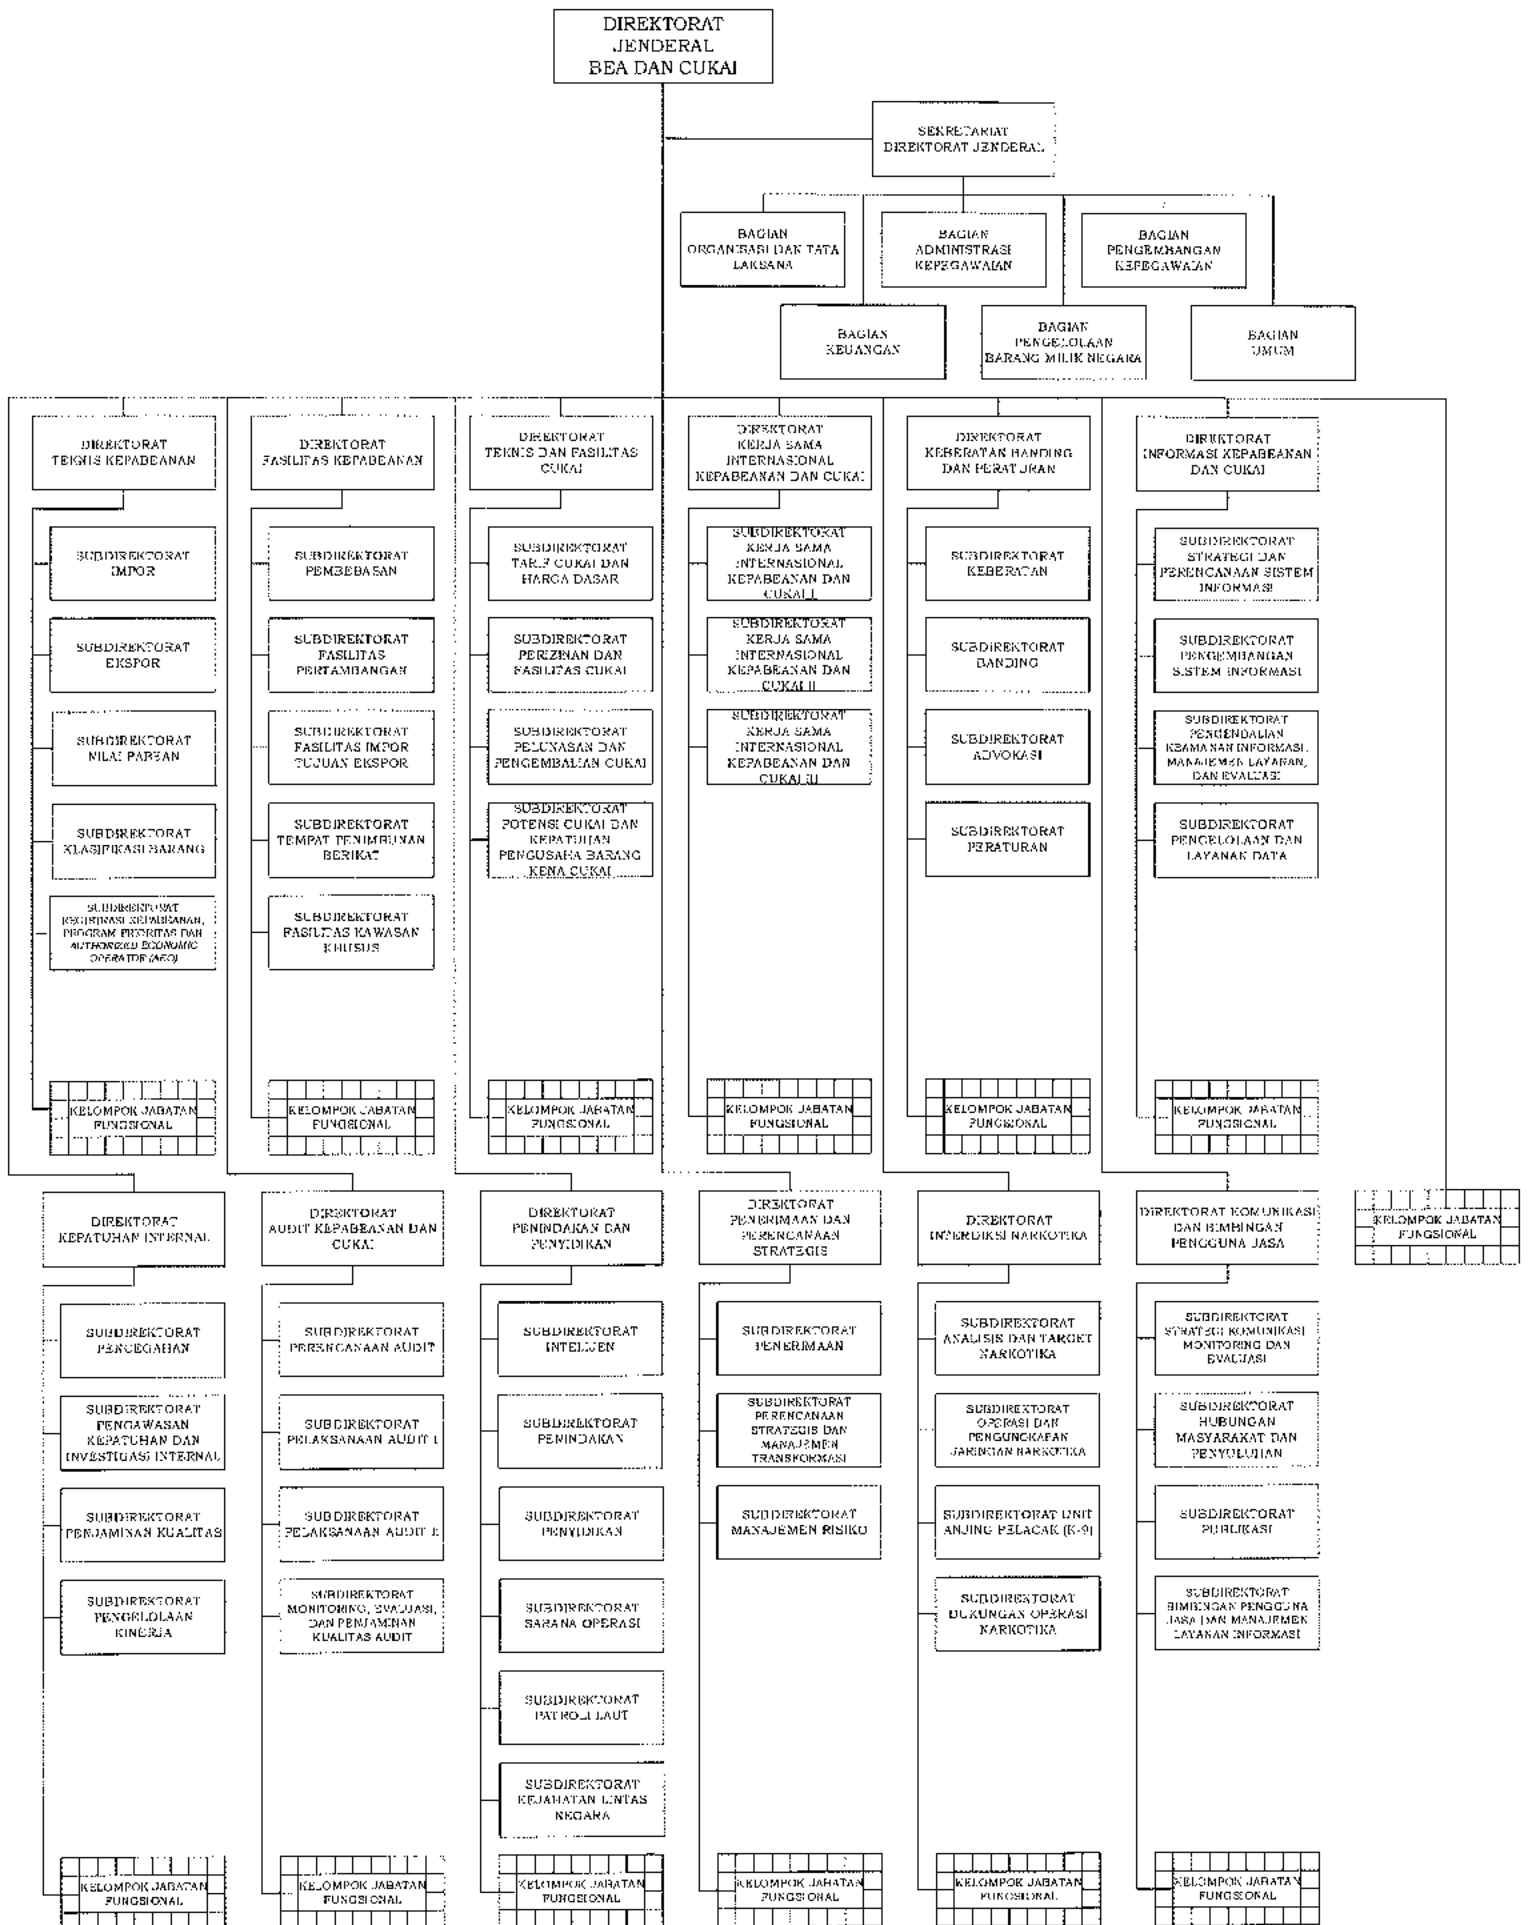 DIREKTORAT
JENDERAL
BEA DAN CUKAI
SEKRETARIAT
DIREKTORAT JENDERAL
BAGIAN
ORGANISASI DAN TATA
LAKSANA
BAGIAN
ADMINISTRASI
KEPEGAWAIAN
BAGIAN
PENGEMBANGAN
KEPEGAWAIAN
BAGIAN
KEUANGAN
BAGIAN
PENGELOLAAN
BARANG MILIK NEGARA
BAGIAN
UMUM
DIREKTORAT
TEKNIS KEPABEANAN
DIREKTORAT
FASILITAS KEPABEANAN
DIREKTORAT
TEKNIS DAN FASILITAS
CUKAI
DIREKTORAT
KERJA SAMA
INTERNASIONAL
KEPABEANAN DAN CUKAI
DIREKTORAT
KEBERATAN BANDING
DAN PERATURAN
DIREKTORAT
INFORMASI KEPABEANAN
DAN CUKAI
SUBDIREKTORAT
IMPOR
SUBDIREKTORAT
PEMBEBASAN
SUBDIREKTORAT
TARIF CUKAI DAN
HARGA DASAR
SUBDIREKTORAT
KERJA SAMA
INTERNASIONAL
KEPABEANAN DAN
CUKAI I
SUBDIREKTORAT
KEBERATAN
SUBDIREKTORAT
STRATEGI DAN
PERENCANAAN SISTEM
INFORMASI
SUBDIREKTORAT
EKSPOR
SUBDIREKTORAT
FASILITAS
PERTAMBANGAN
SUBDIREKTORAT
PERIZINAN DAN
FASILITAS CUKAI
SUBDIREKTORAT
KERJA SAMA
INTERNASIONAL
KEPABEANAN DAN
CUKAI II
SUBDIREKTORAT
BANDING
SUBDIREKTORAT
PENGEMBANGAN
SISTEM INFORMASI
SUBDIREKTORAT
NILAI PABEAN
SUBDIREKTORAT
FASILITAS IMPOR
TUJUAN EKSPOR
SUBDIREKTORAT
PELUNASAN DAN
PENGEMBALIAN CUKAI
SUBDIREKTORAT
KERJA SAMA
INTERNASIONAL
KEPABEANAN DAN
CUKAI III
SUBDIREKTORAT
ADVOKASI
SUBDIREKTORAT
PENGENDALIAN
KEAMANAN INFORMASI,
MANAJEMEN LAYANAN,
DAN EVALUASI
SUBDIREKTORAT
KLASIFIKASI BARANG
SUBDIREKTORAT
TEMPAT PENIMBUNAN
BERIKAT
SUBDIREKTORAT
POTENSI CUKAI DAN
KEPATUHAN
PENGUSAHA BARANG
KENA CUKAI
SUBDIREKTORAT
PERATURAN
SUBDIREKTORAT
PENGELOLAAN DAN
LAYANAN DATA
SUBDIREKTORAT
REGISTRASI KEPABEANAN,
PROGRAM PRIORITAS DAN
AUTHORIZED ECONOMIC
OPERATOR (AEO)
SUBDIREKTORAT
FASILITAS KAWASAN
KHUSUS
KELOMPOK JABATAN
FUNGSIONAL
KELOMPOK JABATAN
FUNGSIONAL
KELOMPOK JABATAN
FUNGSIONAL
KELOMPOK JABATAN
FUNGSIONAL
KELOMPOK JABATAN
FUNGSIONAL
KELOMPOK JABATAN
FUNGSIONAL
DIREKTORAT
KEPATUHAN INTERNAL
DIREKTORAT
AUDIT KEPABEANAN DAN
CUKAI
DIREKTORAT
PENINDAKAN DAN
PENYIDIKAN
DIREKTORAT
PENERIMAAN DAN
PERENCANAAN
STRATEGIS
DIREKTORAT
INTERDIKSI NARKOTIKA
DIREKTORAT KOMUNIKASI
DAN BIMBINGAN
PENGGUNA JASA
KELOMPOK JABATAN
FUNGSIONAL
SUBDIREKTORAT
PENCEGAHAN
SUBDIREKTORAT
PERENCANAAN AUDIT
SUBDIREKTORAT
INTELIJEN
SUBDIREKTORAT
PENERIMAAN
SUBDIREKTORAT
ANALISIS DAN TARGET
NARKOTIKA
SUBDIREKTORAT
STRATEGI KOMUNIKASI
MONITORING DAN
EVALUASI
SUBDIREKTORAT
PENGAWASAN
KEPATUHAN DAN
INVESTIGASI INTERNAL
SUBDIREKTORAT
PELAKSANAAN AUDIT I
SUBDIREKTORAT
PENINDAKAN
SUBDIREKTORAT
PERENCANAAN
STRATEGIS DAN
MANAJEMEN
TRANSFORMASI
SUBDIREKTORAT
OPERASI DAN
PENGUNGKAPAN
JARINGAN NARKOTIKA
SUBDIREKTORAT
HUBUNGAN
MASYARAKAT DAN
PENYULUHAN
SUBDIREKTORAT
PENJAMINAN KUALITAS
SUBDIREKTORAT
PELAKSANAAN AUDIT II
SUBDIREKTORAT
PENYIDIKAN
SUBDIREKTORAT
MANAJEMEN RISIKO
SUBDIREKTORAT UNIT
ANJING PELACAK (K-9)
SUBDIREKTORAT
PUBLIKASI
SUBDIREKTORAT
PENGELOLAAN
KINERJA
SUBDIREKTORAT
MONITORING, EVALUASI,
DAN PENJAMINAN
KUALITAS AUDIT
SUBDIREKTORAT
SARANA OPERASI
SUBDIREKTORAT
DUKUNGAN OPERASI
NARKOTIKA
SUBDIREKTORAT
BIMBINGAN PENGGUNA
JASA DAN MANAJEMEN
LAYANAN INFORMASI
SUBDIREKTORAT
PATROLI LAUT
SUBDIREKTORAT
KEJAHATAN LINTAS
NEGARA
KELOMPOK JABATAN
FUNGSIONAL
KELOMPOK JABATAN
FUNGSIONAL
KELOMPOK JABATAN
FUNGSIONAL
KELOMPOK JABATAN
FUNGSIONAL
KELOMPOK JABATAN
FUNGSIONAL
KELOMPOK JABATAN
FUNGSIONAL